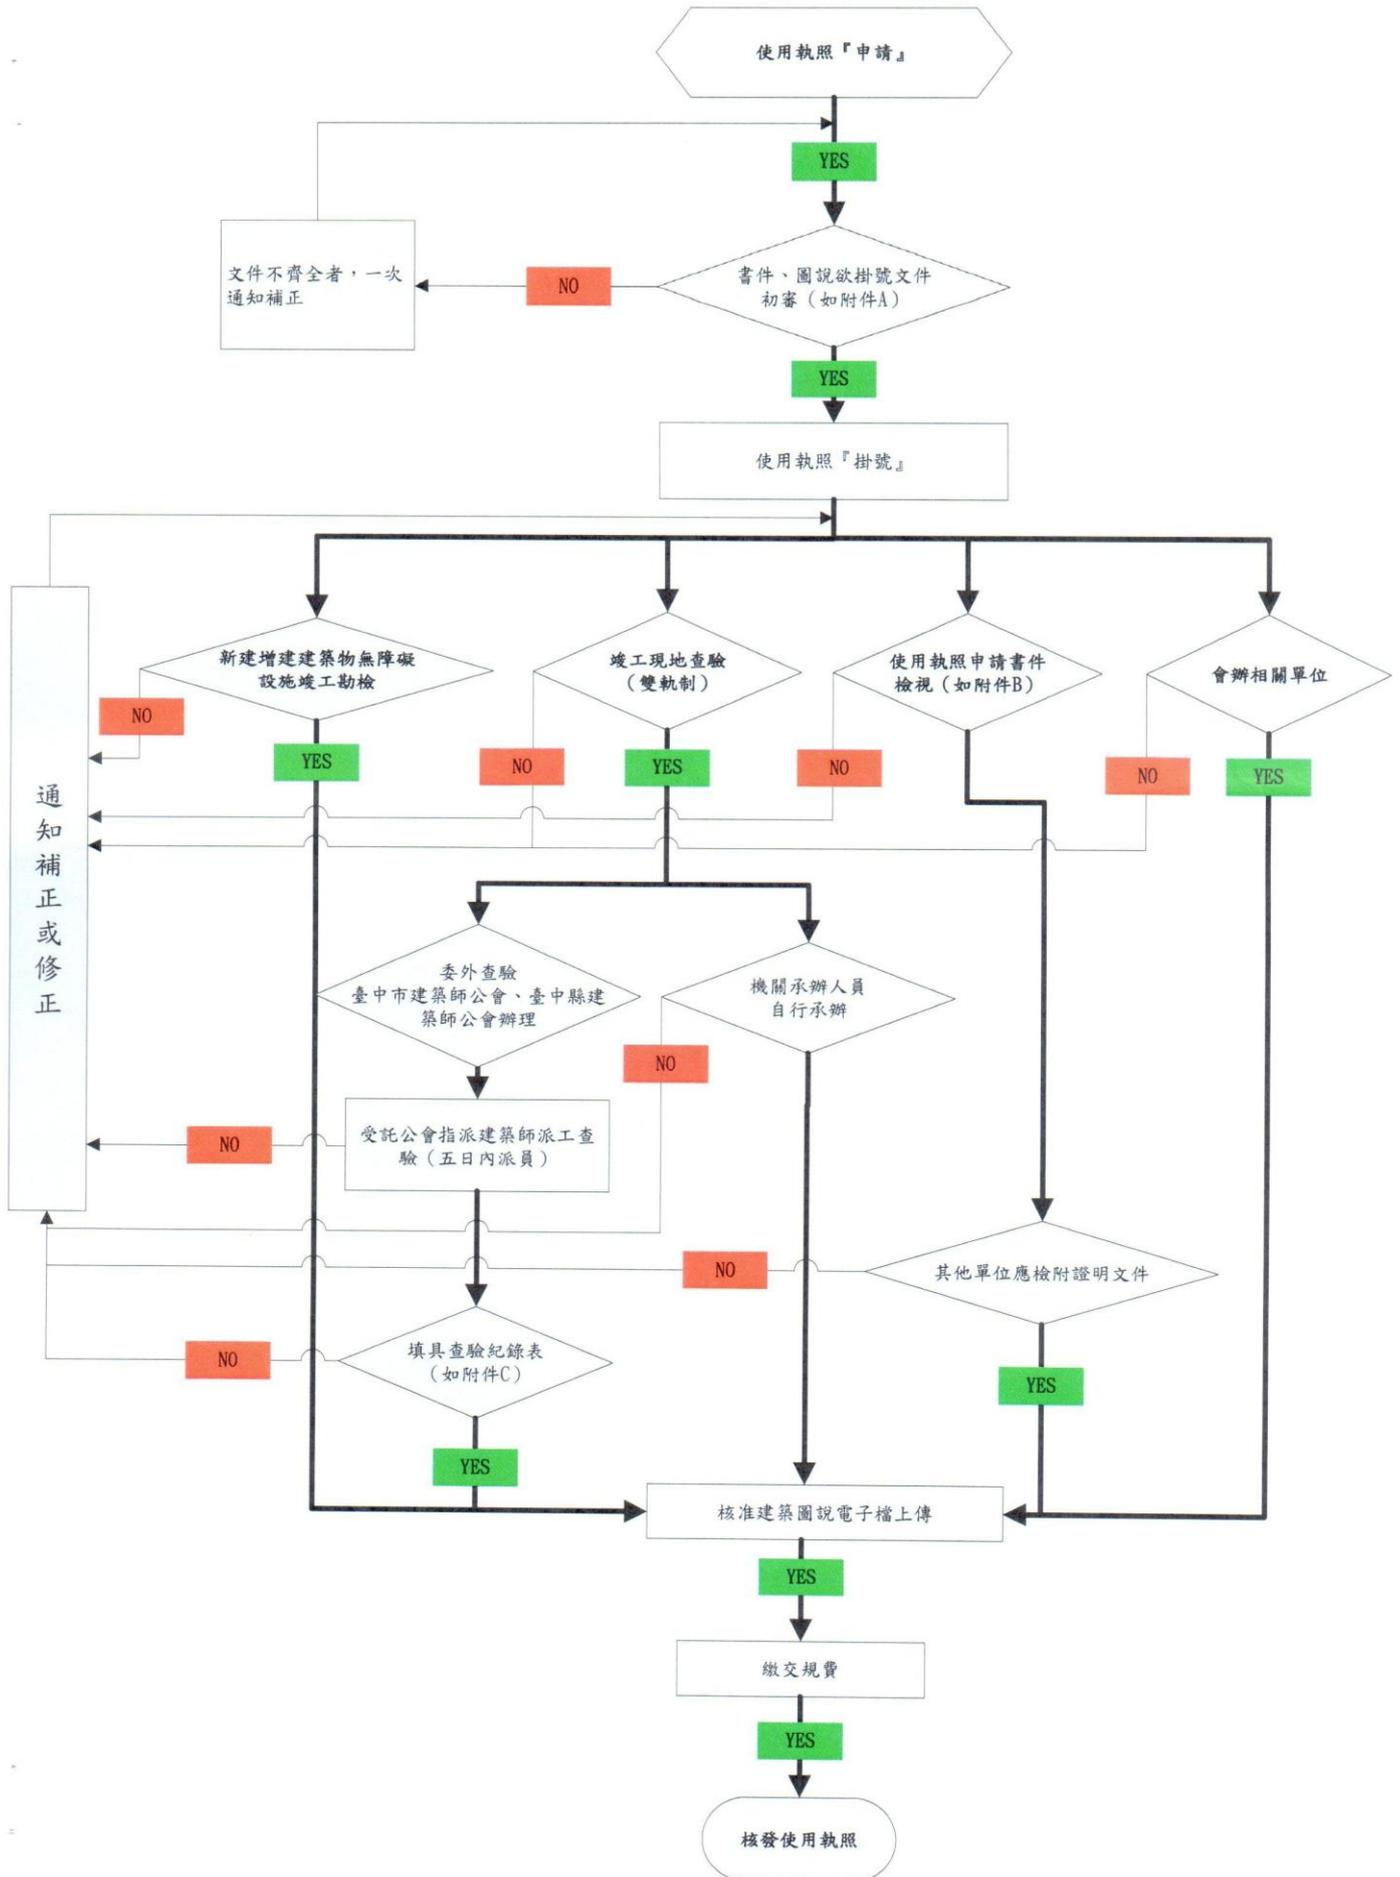 使用執照『申請』
YES
文件不齊全者，一次
通知補正
NO
書件、圖說欲掛號文件
初審（如附件A）
YES
使用執照『掛號』
新建增建建築物無障礙
設施竣工勘檢
竣工現地查驗
（雙軌制）
使用執照申請書件
檢視（如附件B）
會辦相關單位
NO
YES
NO
YES
NO
NO
YES
通知補正或修正
委外查驗
臺中市建築師公會、臺中縣建
築師公會辦理
機關承辦人員
自行承辦
NO
受託公會指派建築師派工查
驗（五日內派員）
NO
NO
其他單位應檢附證明文件
填具查驗紀錄表
（如附件C）
NO
YES
YES
核准建築圖說電子檔上傳
YES
繳交規費
YES
核發使用執照